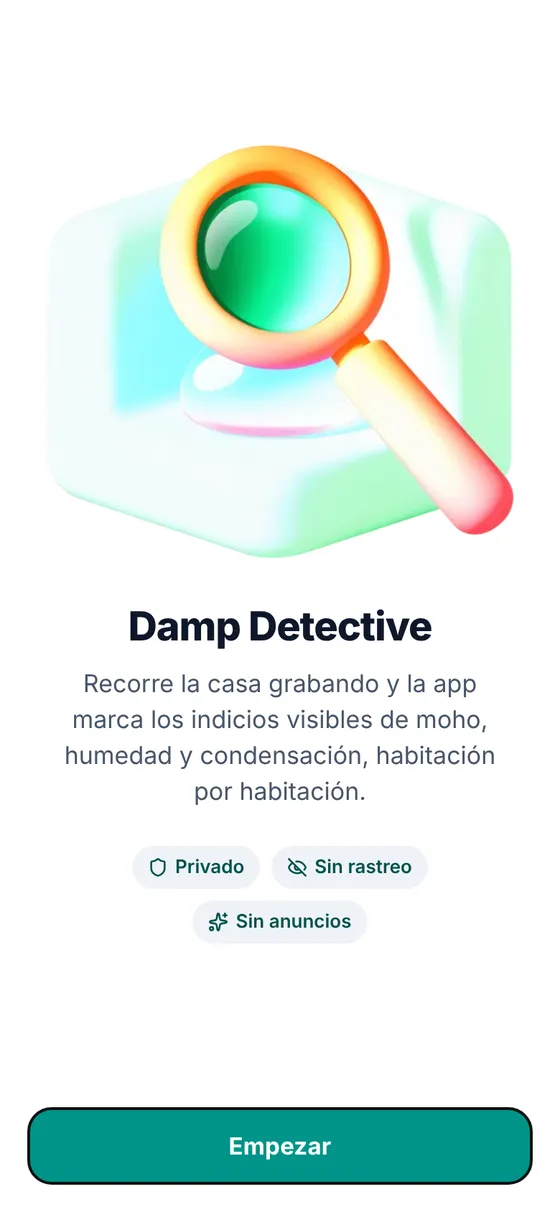 Damp Detective
Recorre la casa grabando y la app
marca los indicios visibles de moho,
humedad y condensación, habitación
por habitación.
Privado
Sin rastreo
Sin anuncios
Empezar